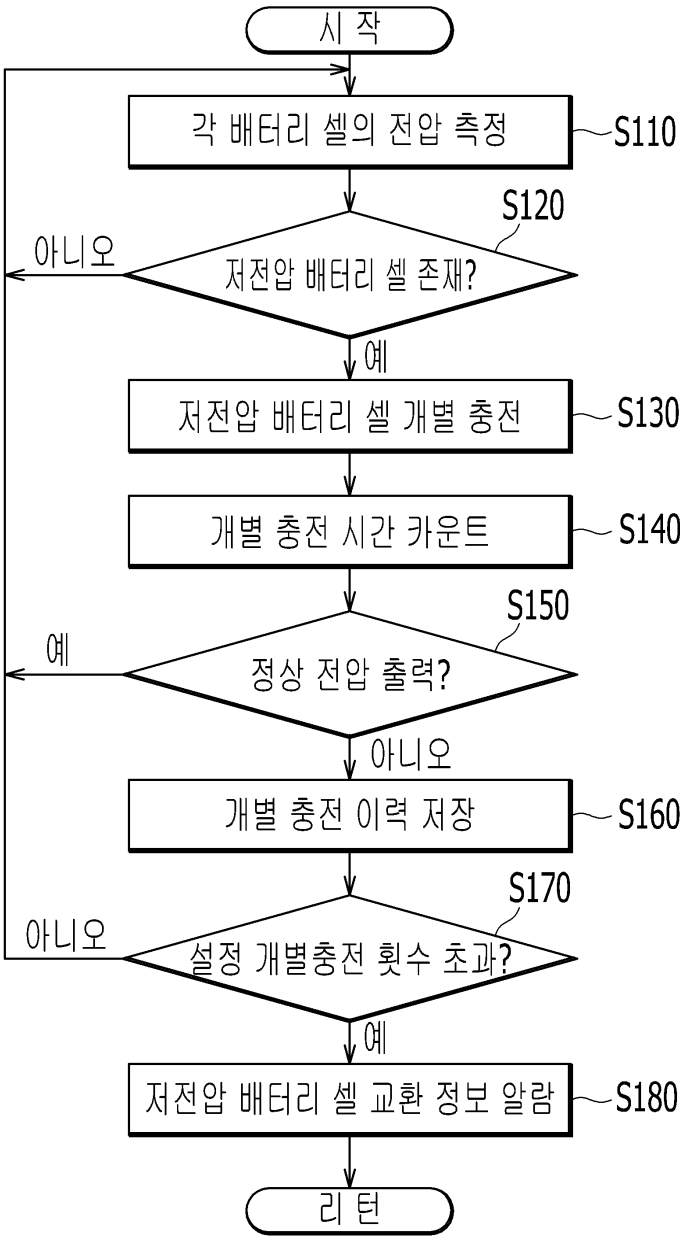 시 작
각 배터리 셀의 전압 측정
S110
S120
아니오
저전압 배터리 셀 존재?
예
저전압 배터리 셀 개별 충전
S130
개별 충전 시간 카운트
S140
S150
예
정상 전압 출력?
아니오
개별 충전 이력 저장
S160
S170
아니오
설정 개별충전 횟수 초과?
예
저전압 배터리 셀 교환 정보 알람
S180
리 턴